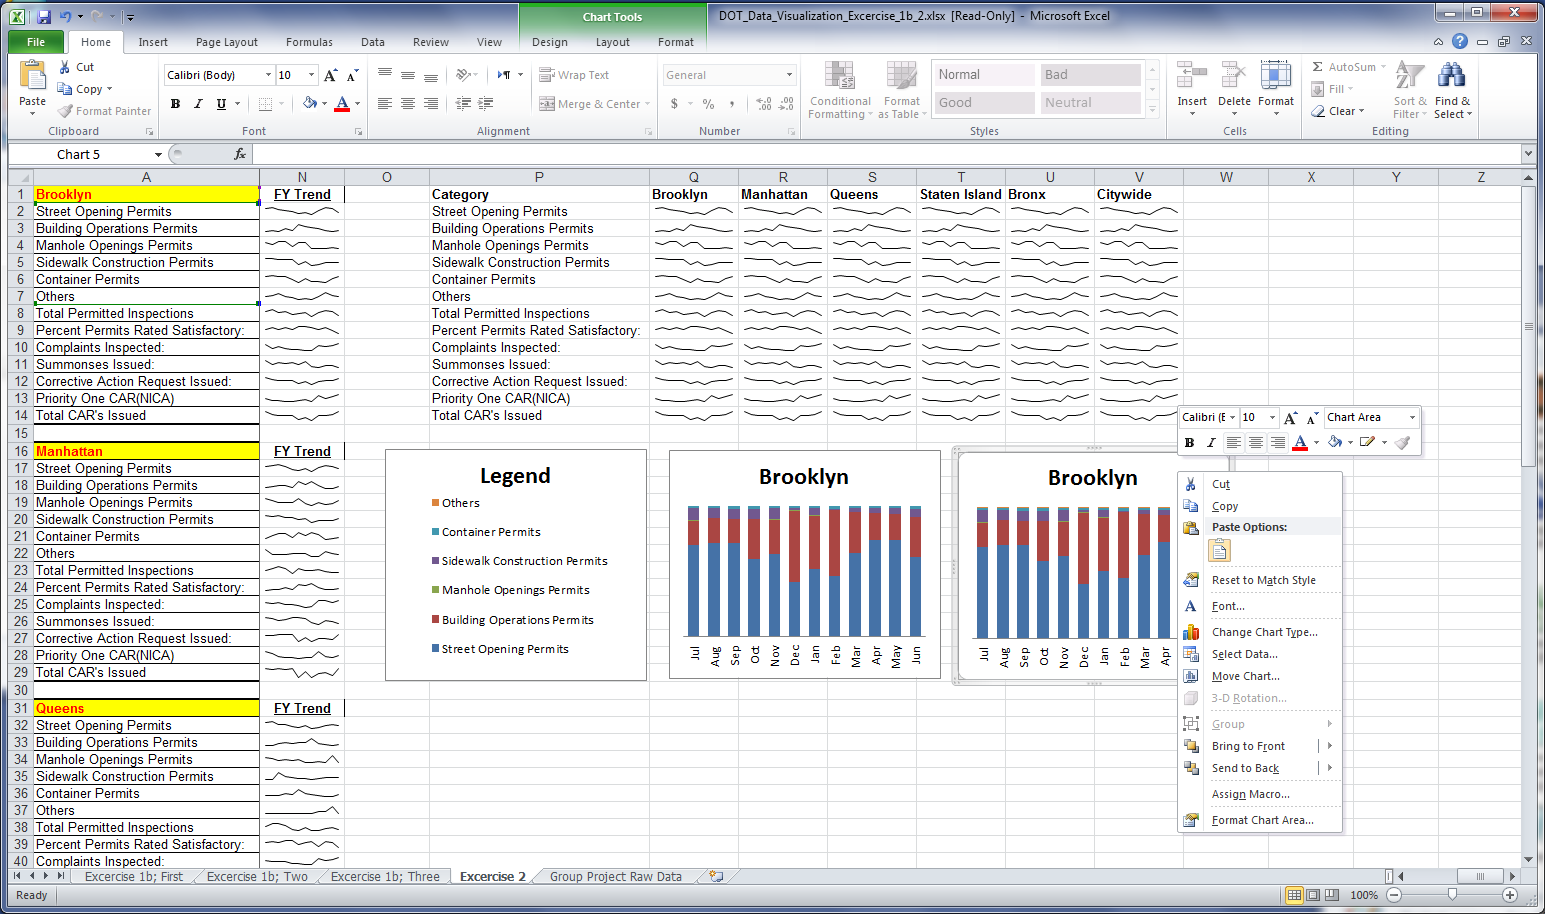 Chart Tools
DOT_Data_Visualization_Excercise_1b_2.xlsx [Read-Only] - Microsoft Excel
File Home Insert Page Layout Formulas Data Review View Design Layout Format
Paste
Cut
Copy
Format Painter
Clipboard
Calibri (Body) 10
B I U
Font
Wrap Text
Merge & Center
Alignment
General
$ % ,
Number
Conditional Formatting
Format as Table
Normal Bad
Good Neutral
Styles
Insert Delete Format
Cells
AutoSum
Fill
Clear
Sort & Filter
Find & Select
Editing
Chart 5
fx
A N O P Q R S T U V W X Y Z
1 Brooklyn FY Trend Category Brooklyn Manhattan Queens Staten Island Bronx Citywide
2 Street Opening Permits Street Opening Permits
3 Building Operations Permits Building Operations Permits
4 Manhole Openings Permits Manhole Openings Permits
5 Sidewalk Construction Permits Sidewalk Construction Permits
6 Container Permits Container Permits
7 Others Others
8 Total Permitted Inspections Total Permitted Inspections
9 Percent Permits Rated Satisfactory: Percent Permits Rated Satisfactory:
10 Complaints Inspected: Complaints Inspected:
11 Summonses Issued: Summonses Issued:
12 Corrective Action Request Issued: Corrective Action Request Issued:
13 Priority One CAR(NICA) Priority One CAR(NICA)
14 Total CAR's Issued Total CAR's Issued
15
16 Manhattan FY Trend
17 Street Opening Permits
18 Building Operations Permits
19 Manhole Openings Permits
20 Sidewalk Construction Permits
21 Container Permits
22 Others
23 Total Permitted Inspections
24 Percent Permits Rated Satisfactory:
25 Complaints Inspected:
26 Summonses Issued:
27 Corrective Action Request Issued:
28 Priority One CAR(NICA)
29 Total CAR's Issued
30
31 Queens FY Trend
32 Street Opening Permits
33 Building Operations Permits
34 Manhole Openings Permits
35 Sidewalk Construction Permits
36 Container Permits
37 Others
38 Total Permitted Inspections
39 Percent Permits Rated Satisfactory:
40 Complaints Inspected:
Legend
Others
Container Permits
Sidewalk Construction Permits
Manhole Openings Permits
Building Operations Permits
Street Opening Permits
Brooklyn
Jul Aug Sep Oct Nov Dec Jan Feb Mar Apr May Jun
Brooklyn
Jul Aug Sep Oct Nov Dec Jan Feb Mar Apr
Calibri (E 10 Chart Area
B I A
Cut
Copy
Paste Options:
Reset to Match Style
Font...
Change Chart Type...
Select Data...
Move Chart...
3-D Rotation...
Group
Bring to Front
Send to Back
Assign Macro...
Format Chart Area...
Excercise 1b; First Excercise 1b; Two Excercise 1b; Three Excercise 2 Group Project Raw Data
Ready 100%